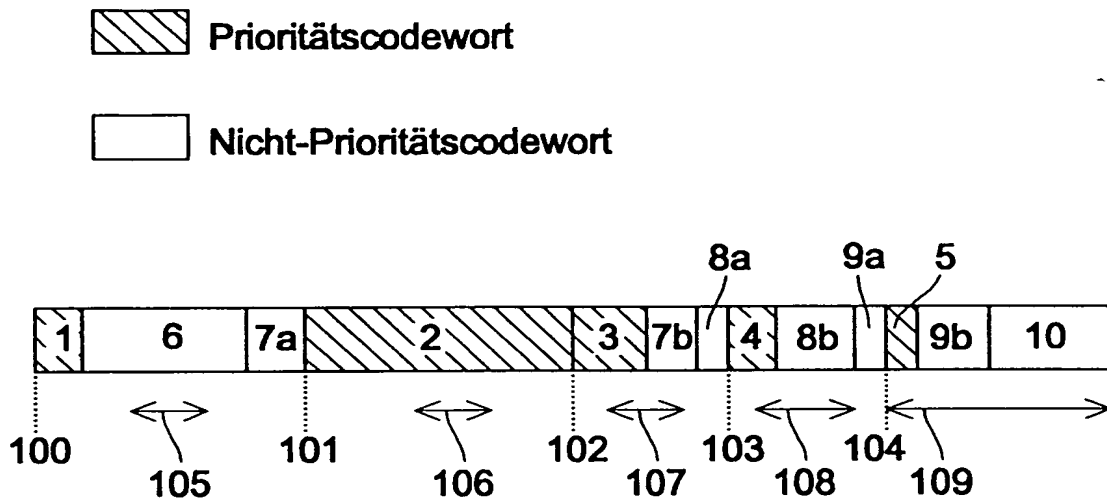 Prioritätscodewort
Nicht-Prioritätscodewort
8a 9a 5
1 6 7a 2 3 7b 4 8b 9b 10
100 101 102 103 104
105 106 107 108 109